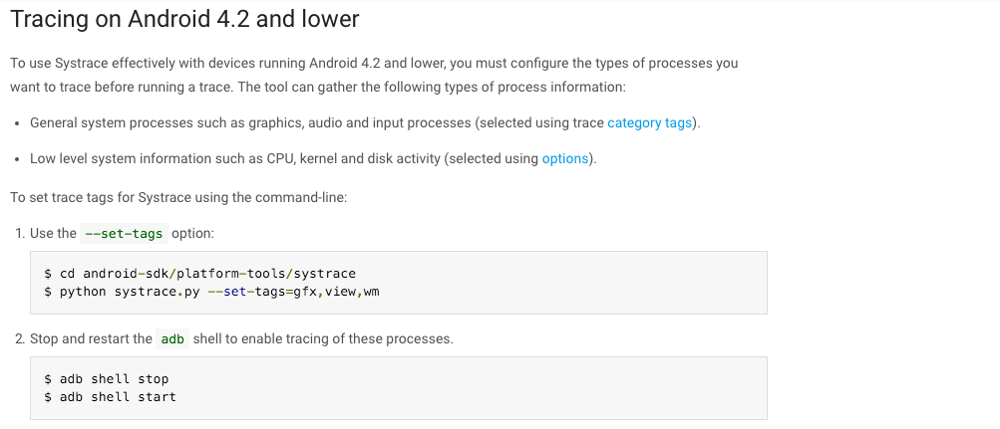 Tracing on Android 4.2 and lower
To use Systrace effectively with devices running Android 4.2 and lower, you must configure the types of processes you
want to trace before running a trace. The tool can gather the following types of process information:
• General system processes such as graphics, audio and input processes (selected using trace category tags).
• Low level system information such as CPU, kernel and disk activity (selected using options).
To set trace tags for Systrace using the command-line:
1. Use the --set-tags option:
$ cd android-sdk/platform-tools/systrace
$ python systrace.py --set-tags=gfx,view,wm
2. Stop and restart the adb shell to enable tracing of these processes.
$ adb shell stop
$ adb shell start